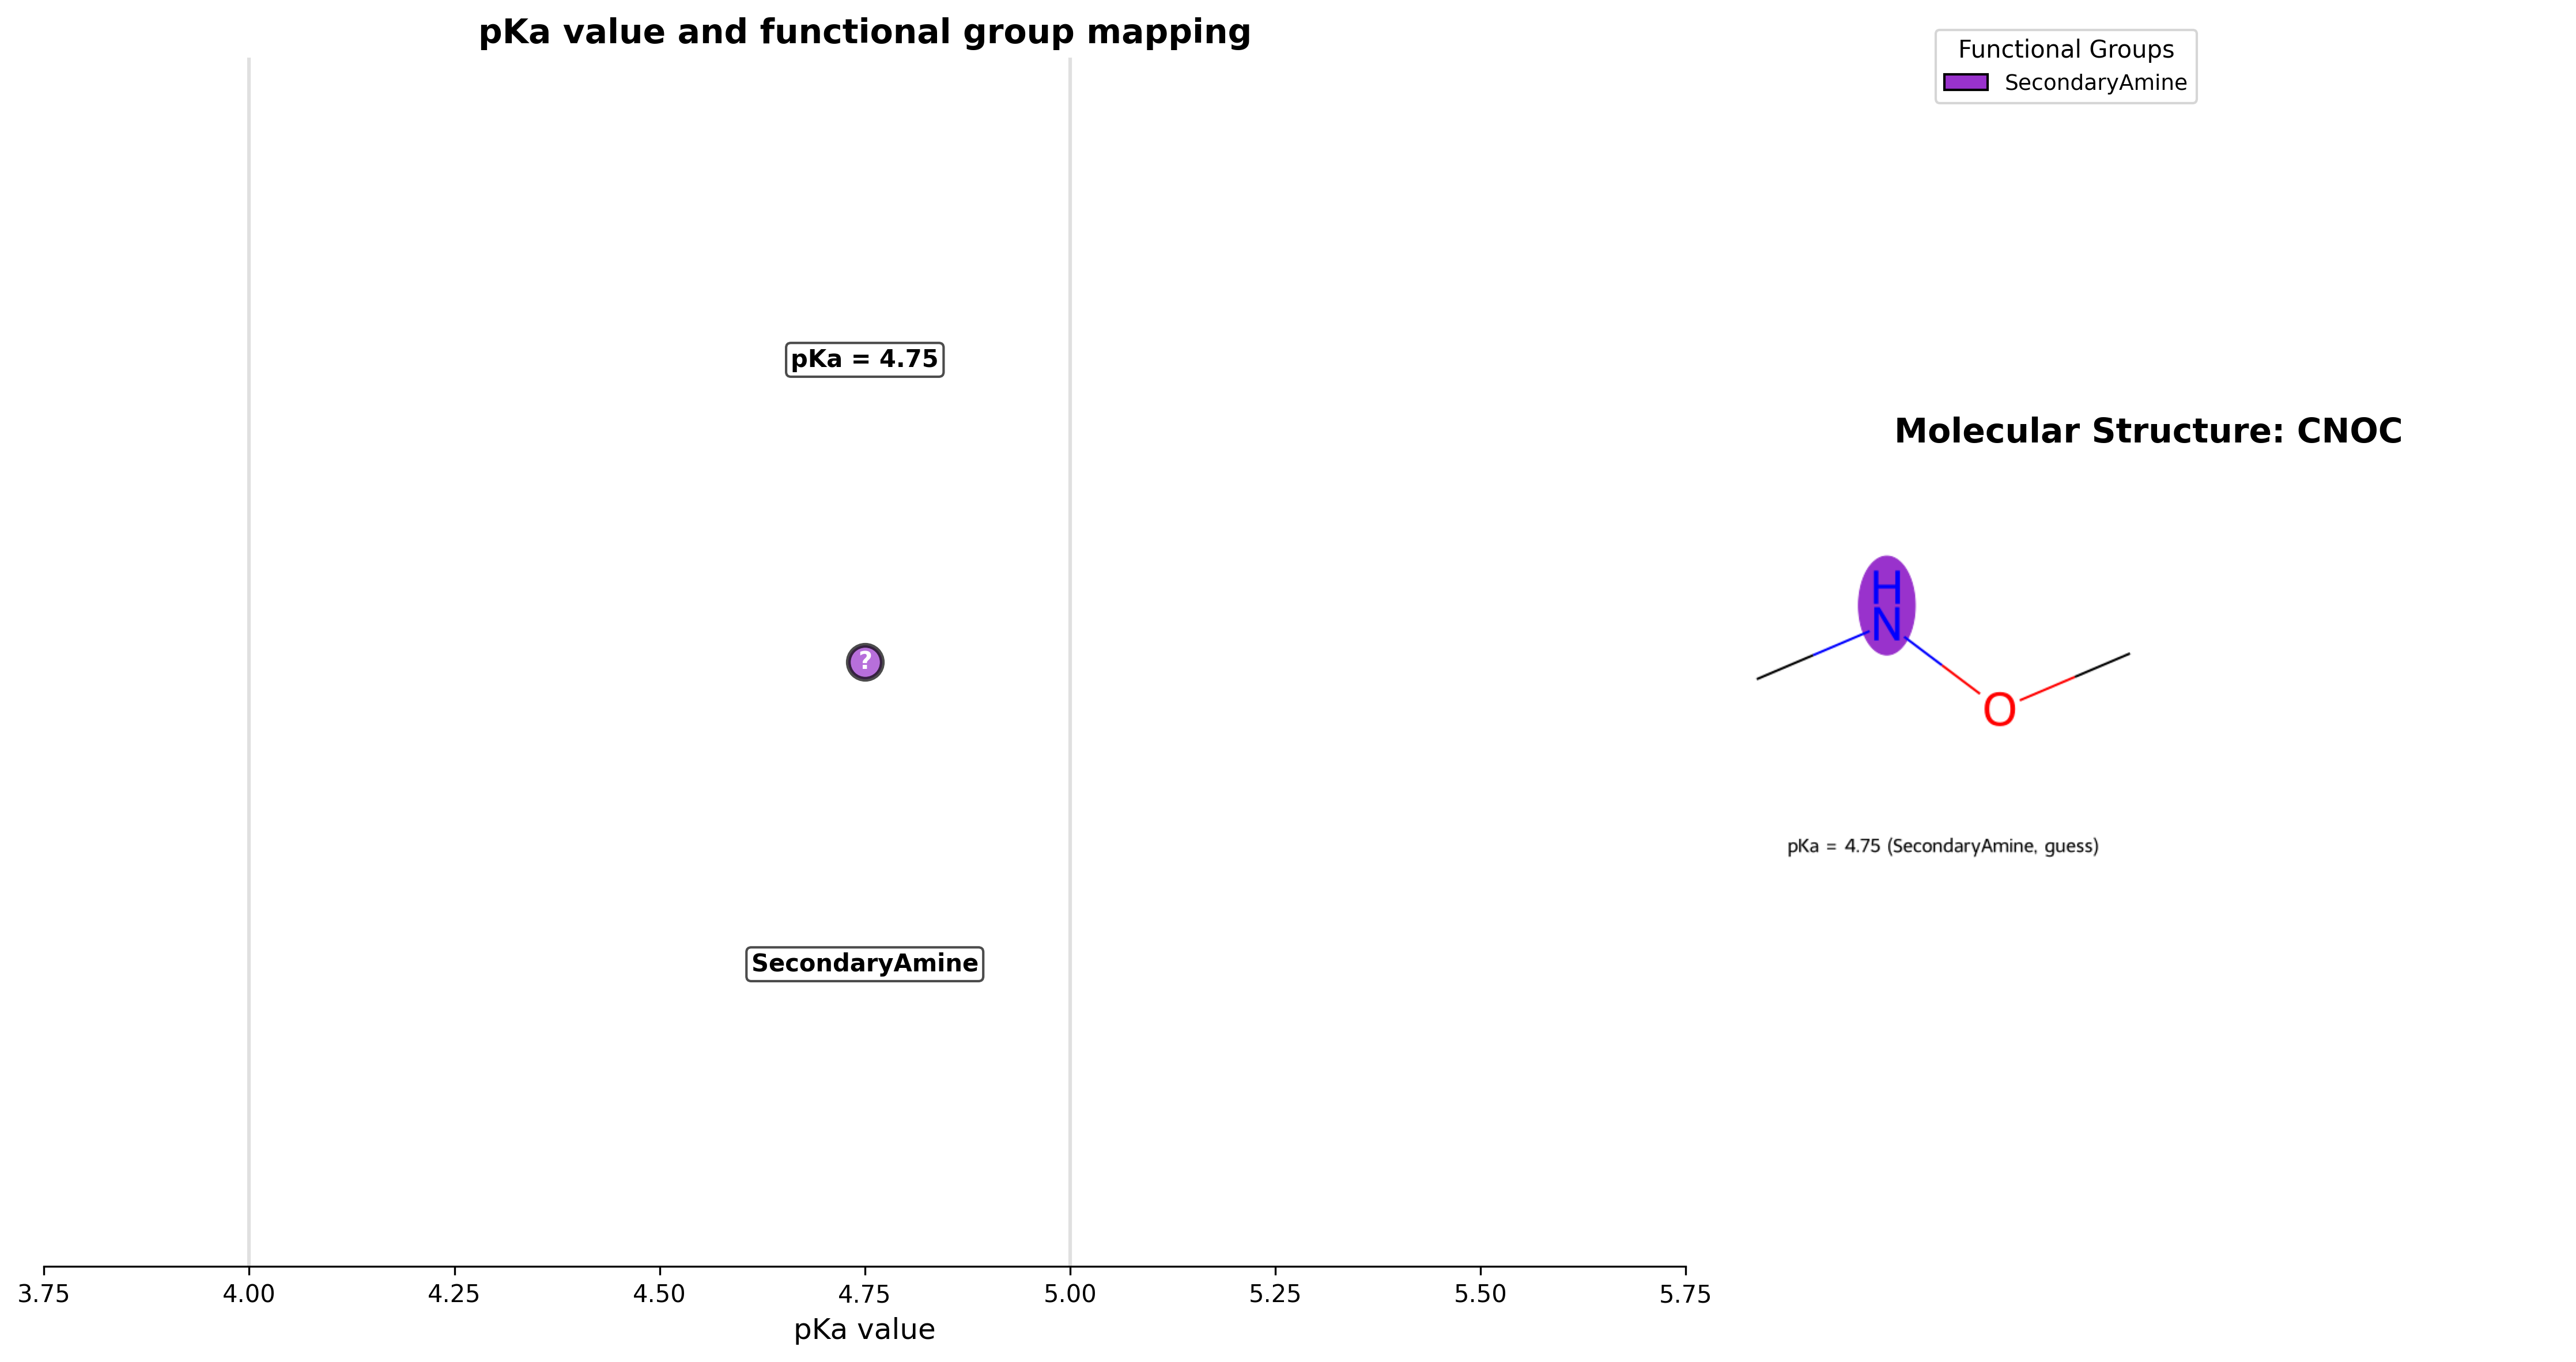 pKa value and functional group mapping
pKa = 4.75
?
SecondaryAmine
3.75 4.00 4.25 4.50 4.75 5.00 5.25 5.50 5.75
pKa value
Functional Groups
SecondaryAmine
Molecular Structure: CNOC
H
N
O
pKa = 4.75 (SecondaryAmine, guess)